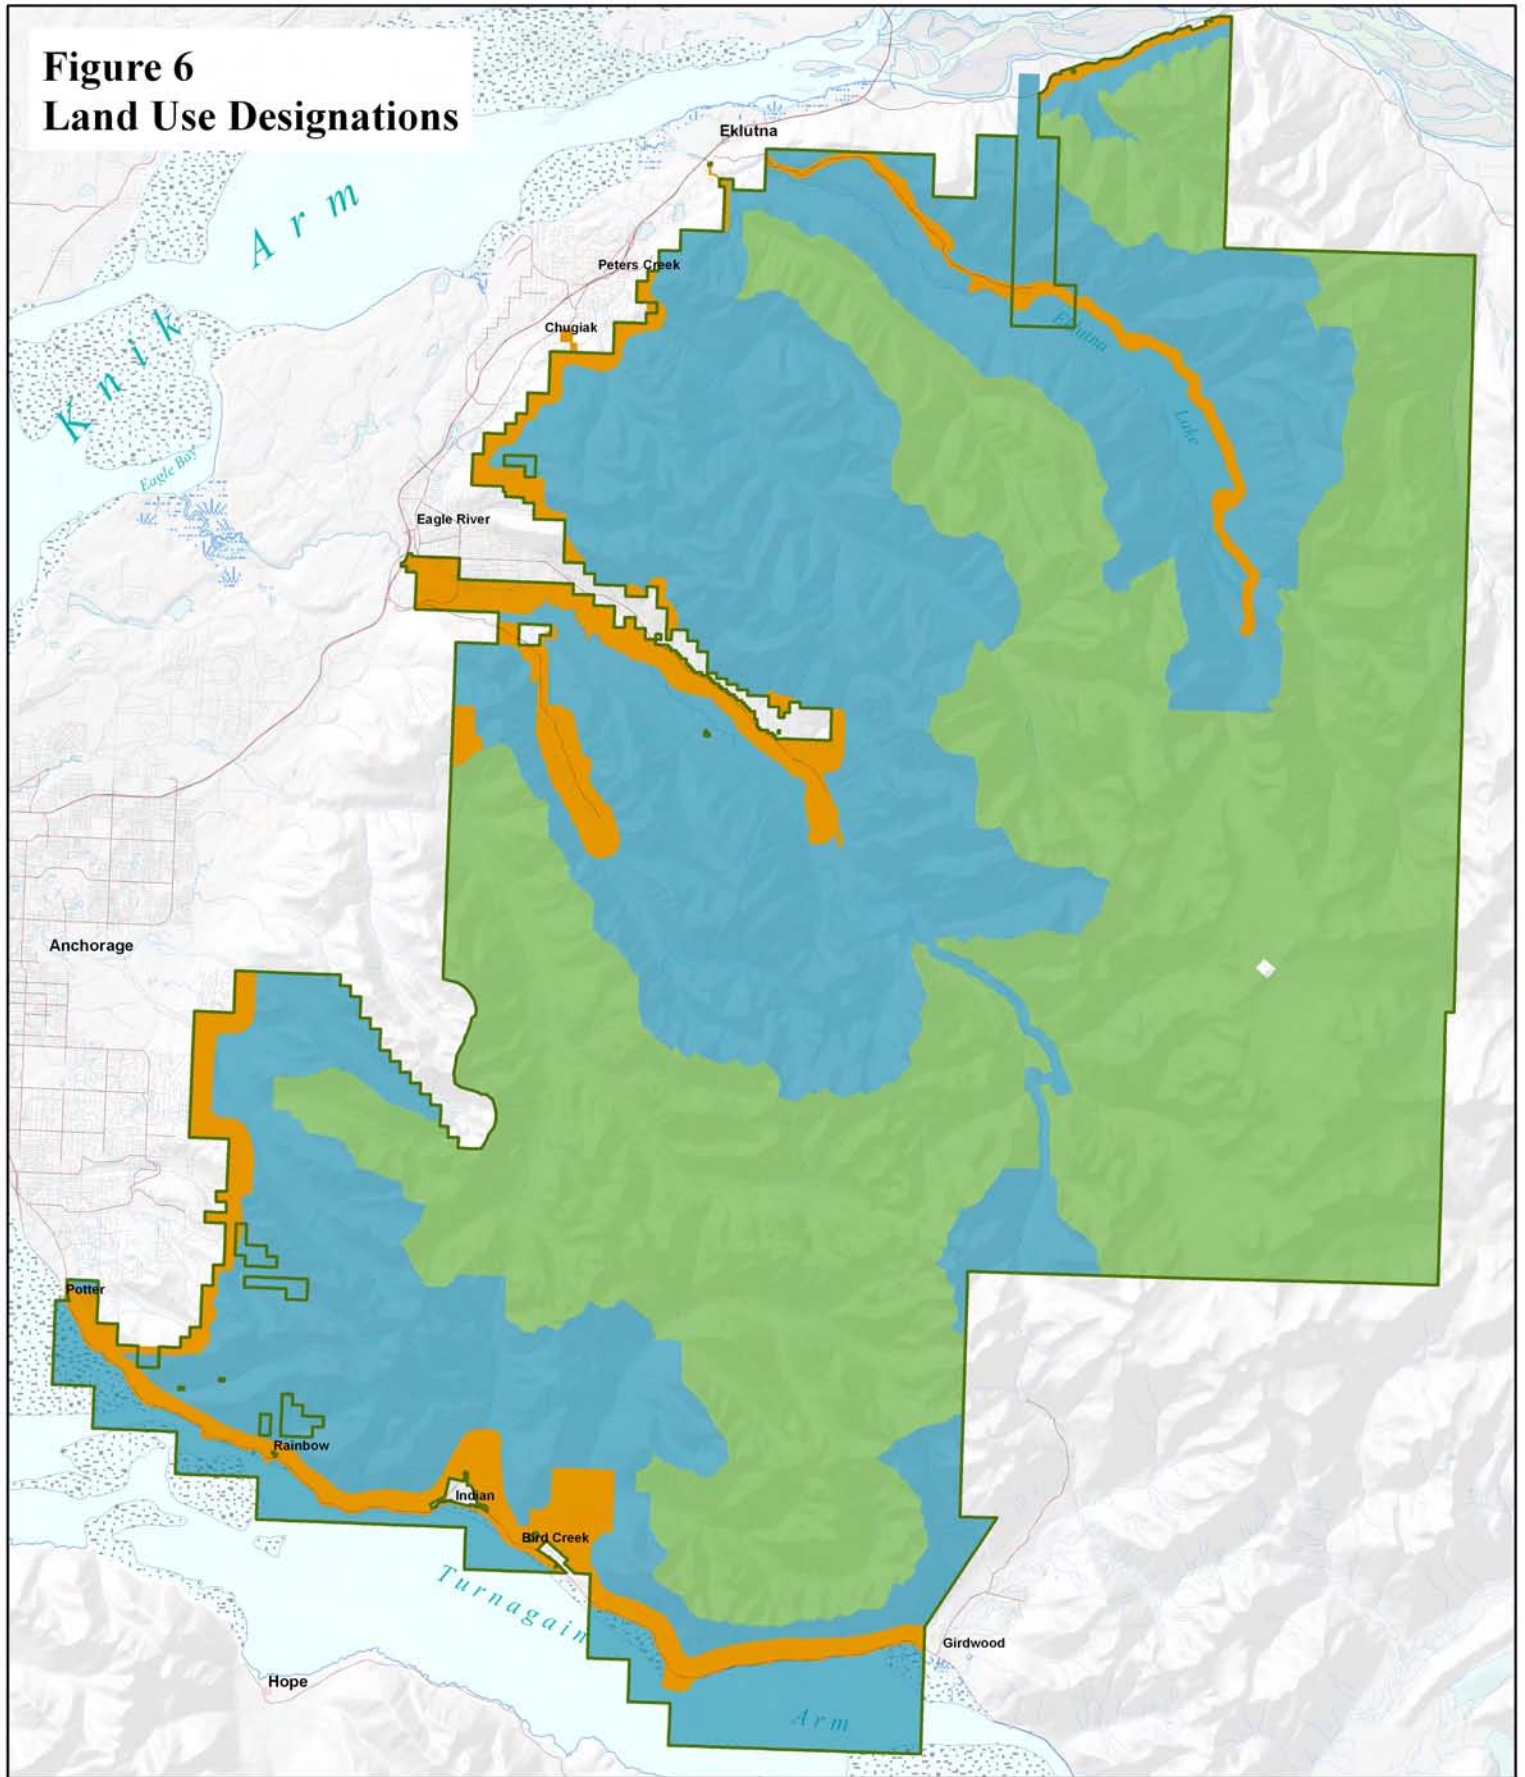 Figure 6
Land Use Designations
Eklutna
Knik Arm
Peters Creek
Chugiak
Eklutna
Lake
Eagle Bay
Eagle River
Anchorage
Potter
Rainbow
Indian
Bird Creek
Turnagain
Girdwood
Hope
Arm